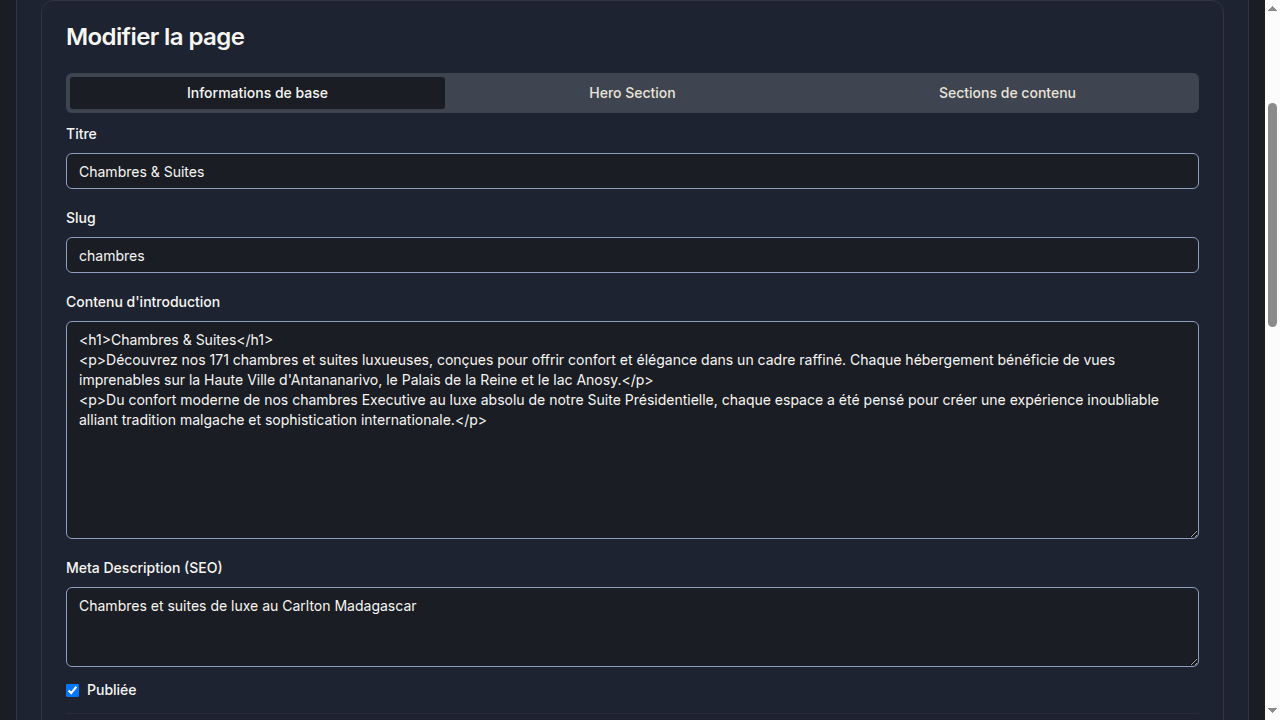 Modifier la page
Informations de base
Hero Section
Sections de contenu
Titre
Chambres & Suites
Slug
chambres
Contenu d'introduction
<h1>Chambres & Suites</h1>
<p>Découvrez nos 171 chambres et suites luxueuses, conçues pour offrir confort et élégance dans un cadre raffiné. Chaque hébergement bénéficie de vues
imprenables sur la Haute Ville d'Antananarivo, le Palais de la Reine et le lac Anosy.</p>
<p>Du confort moderne de nos chambres Executive au luxe absolu de notre Suite Présidentielle, chaque espace a été pensé pour créer une expérience inoubliable
alliant tradition malgache et sophistication internationale.</p>
Meta Description (SEO)
Chambres et suites de luxe au Carlton Madagascar
Publiée